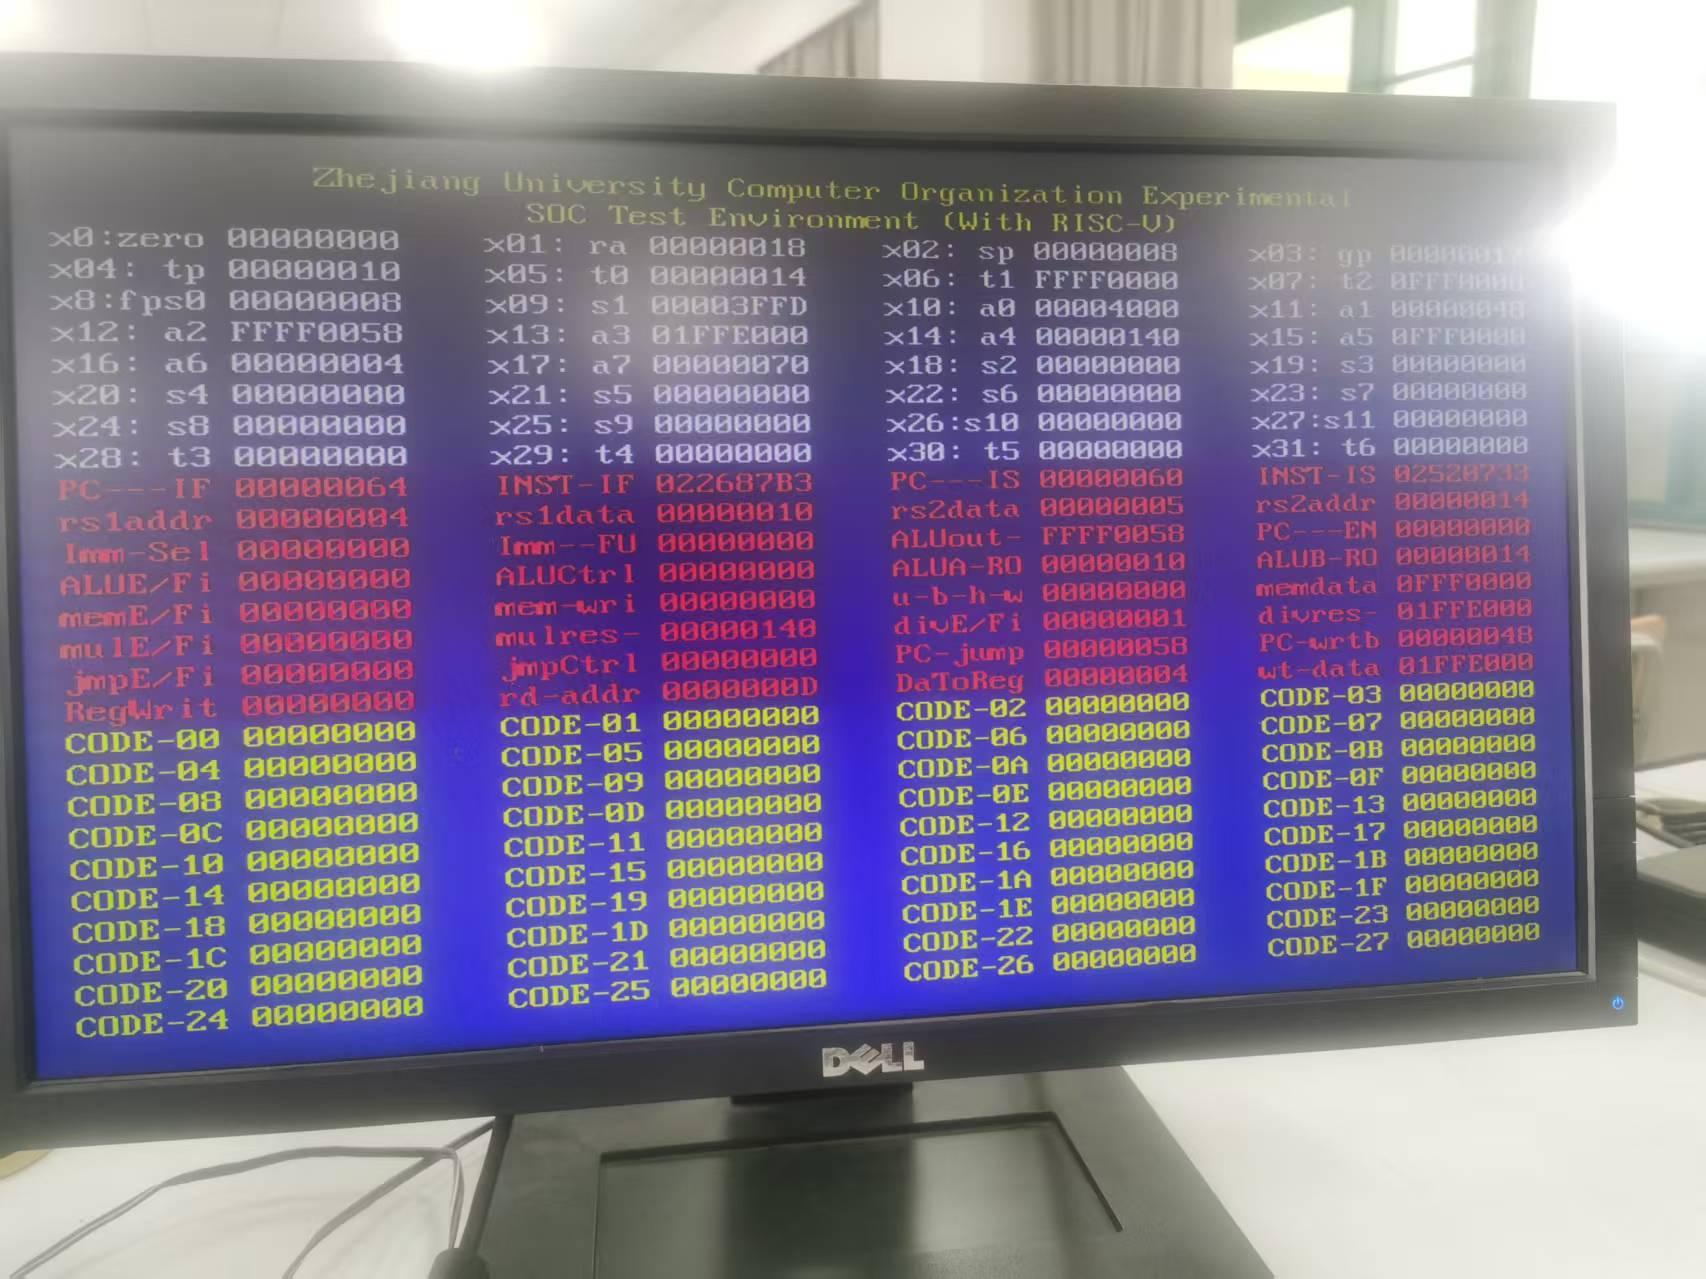 Zhejiang University Computer Organization Experimental
SOC Test Environment (With RISC-V)
x0:zero 00000000 x01: ra 00000018 x02: sp 00000008 x03: gp
x04: tp 00000010 x05: t0 00000014 x06: t1 FFFF0000 x07: t2 0FFF0000
x8:fps0 00000008 x09: s1 00003FFD x10: a0 00004000 x11: a1 00000048
x12: a2 FFFF0058 x13: a3 01FFE000 x14: a4 00000140 x15: a5 0FFF0000
x16: a6 00000004 x17: a7 00000070 x18: s2 00000000 x19: s3 00000000
x20: s4 00000000 x21: s5 00000000 x22: s6 00000000 x23: s7 00000000
x24: s8 00000000 x25: s9 00000000 x26:s10 00000000 x27:s11 00000000
x28: t3 00000000 x29: t4 00000000 x30: t5 00000000 x31: t6 00000000
PC---IF 00000064 INST-IF 022687B3 PC---IS 00000060 INST-IS 02520733
rs1addr 00000004 rs1data 00000010 rs2data 00000005 rs2addr 00000014
Imm-Sel 00000000 Imm--FU 00000000 ALUout- FFFF0058 PC---EN 00000000
ALUE/Fi 00000000 ALUCtrl 00000000 ALUA-RO 00000010 ALUB-RO 00000014
memE/Fi 00000000 mem-wri 00000000 u-b-h-w 00000000 memdata 0FFF0000
mulE/Fi 00000000 mulres- 00000140 divE/Fi 00000001 divres- 01FFE000
jmpE/Fi 00000000 jmpCtrl 00000000 PC-jump 00000058 PC-wrtb 00000048
RegWrit 00000000 rd-addr 0000000D DaToReg 00000004 wt-data 01FFE000
CODE-00 00000000 CODE-01 00000000 CODE-02 00000000 CODE-03 00000000
CODE-04 00000000 CODE-05 00000000 CODE-06 00000000 CODE-07 00000000
CODE-08 00000000 CODE-09 00000000 CODE-0A 00000000 CODE-0B 00000000
CODE-0C 00000000 CODE-0D 00000000 CODE-0E 00000000 CODE-0F 00000000
CODE-10 00000000 CODE-11 00000000 CODE-12 00000000 CODE-13 00000000
CODE-14 00000000 CODE-15 00000000 CODE-16 00000000 CODE-17 00000000
CODE-18 00000000 CODE-19 00000000 CODE-1A 00000000 CODE-1B 00000000
CODE-1C 00000000 CODE-1D 00000000 CODE-1E 00000000 CODE-1F 00000000
CODE-20 00000000 CODE-21 00000000 CODE-22 00000000 CODE-23 00000000
CODE-24 00000000 CODE-25 00000000 CODE-26 00000000 CODE-27 00000000
DELL